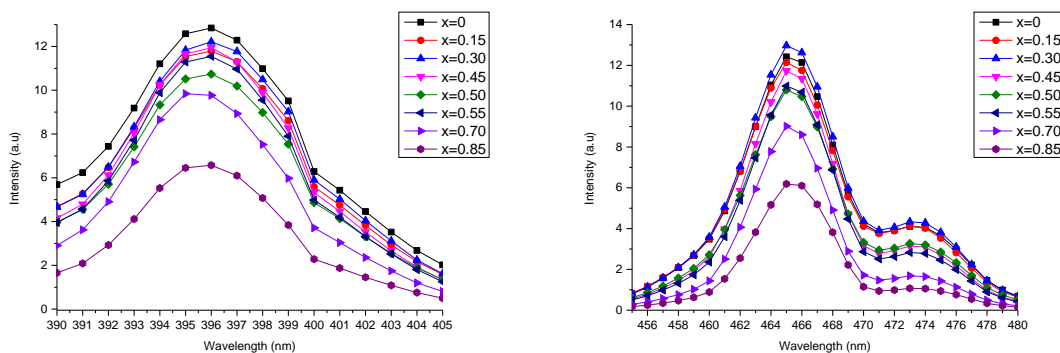 12
10
8
6
4
2
0
Intensity (a.u)
390 391 392 393 394 395 396 397 398 399 400 401 402 403 404 405
Wavelength (nm)
x=0
x=0.15
x=0.30
x=0.45
x=0.50
x=0.55
x=0.70
x=0.85
14
12
10
8
6
4
2
0
Intensity (a.u)
456 458 460 462 464 466 468 470 472 474 476 478 480
Wavelength (nm)
x=0
x=0.15
x=0.30
x=0.45
x=0.50
x=0.55
x=0.70
x=0.85